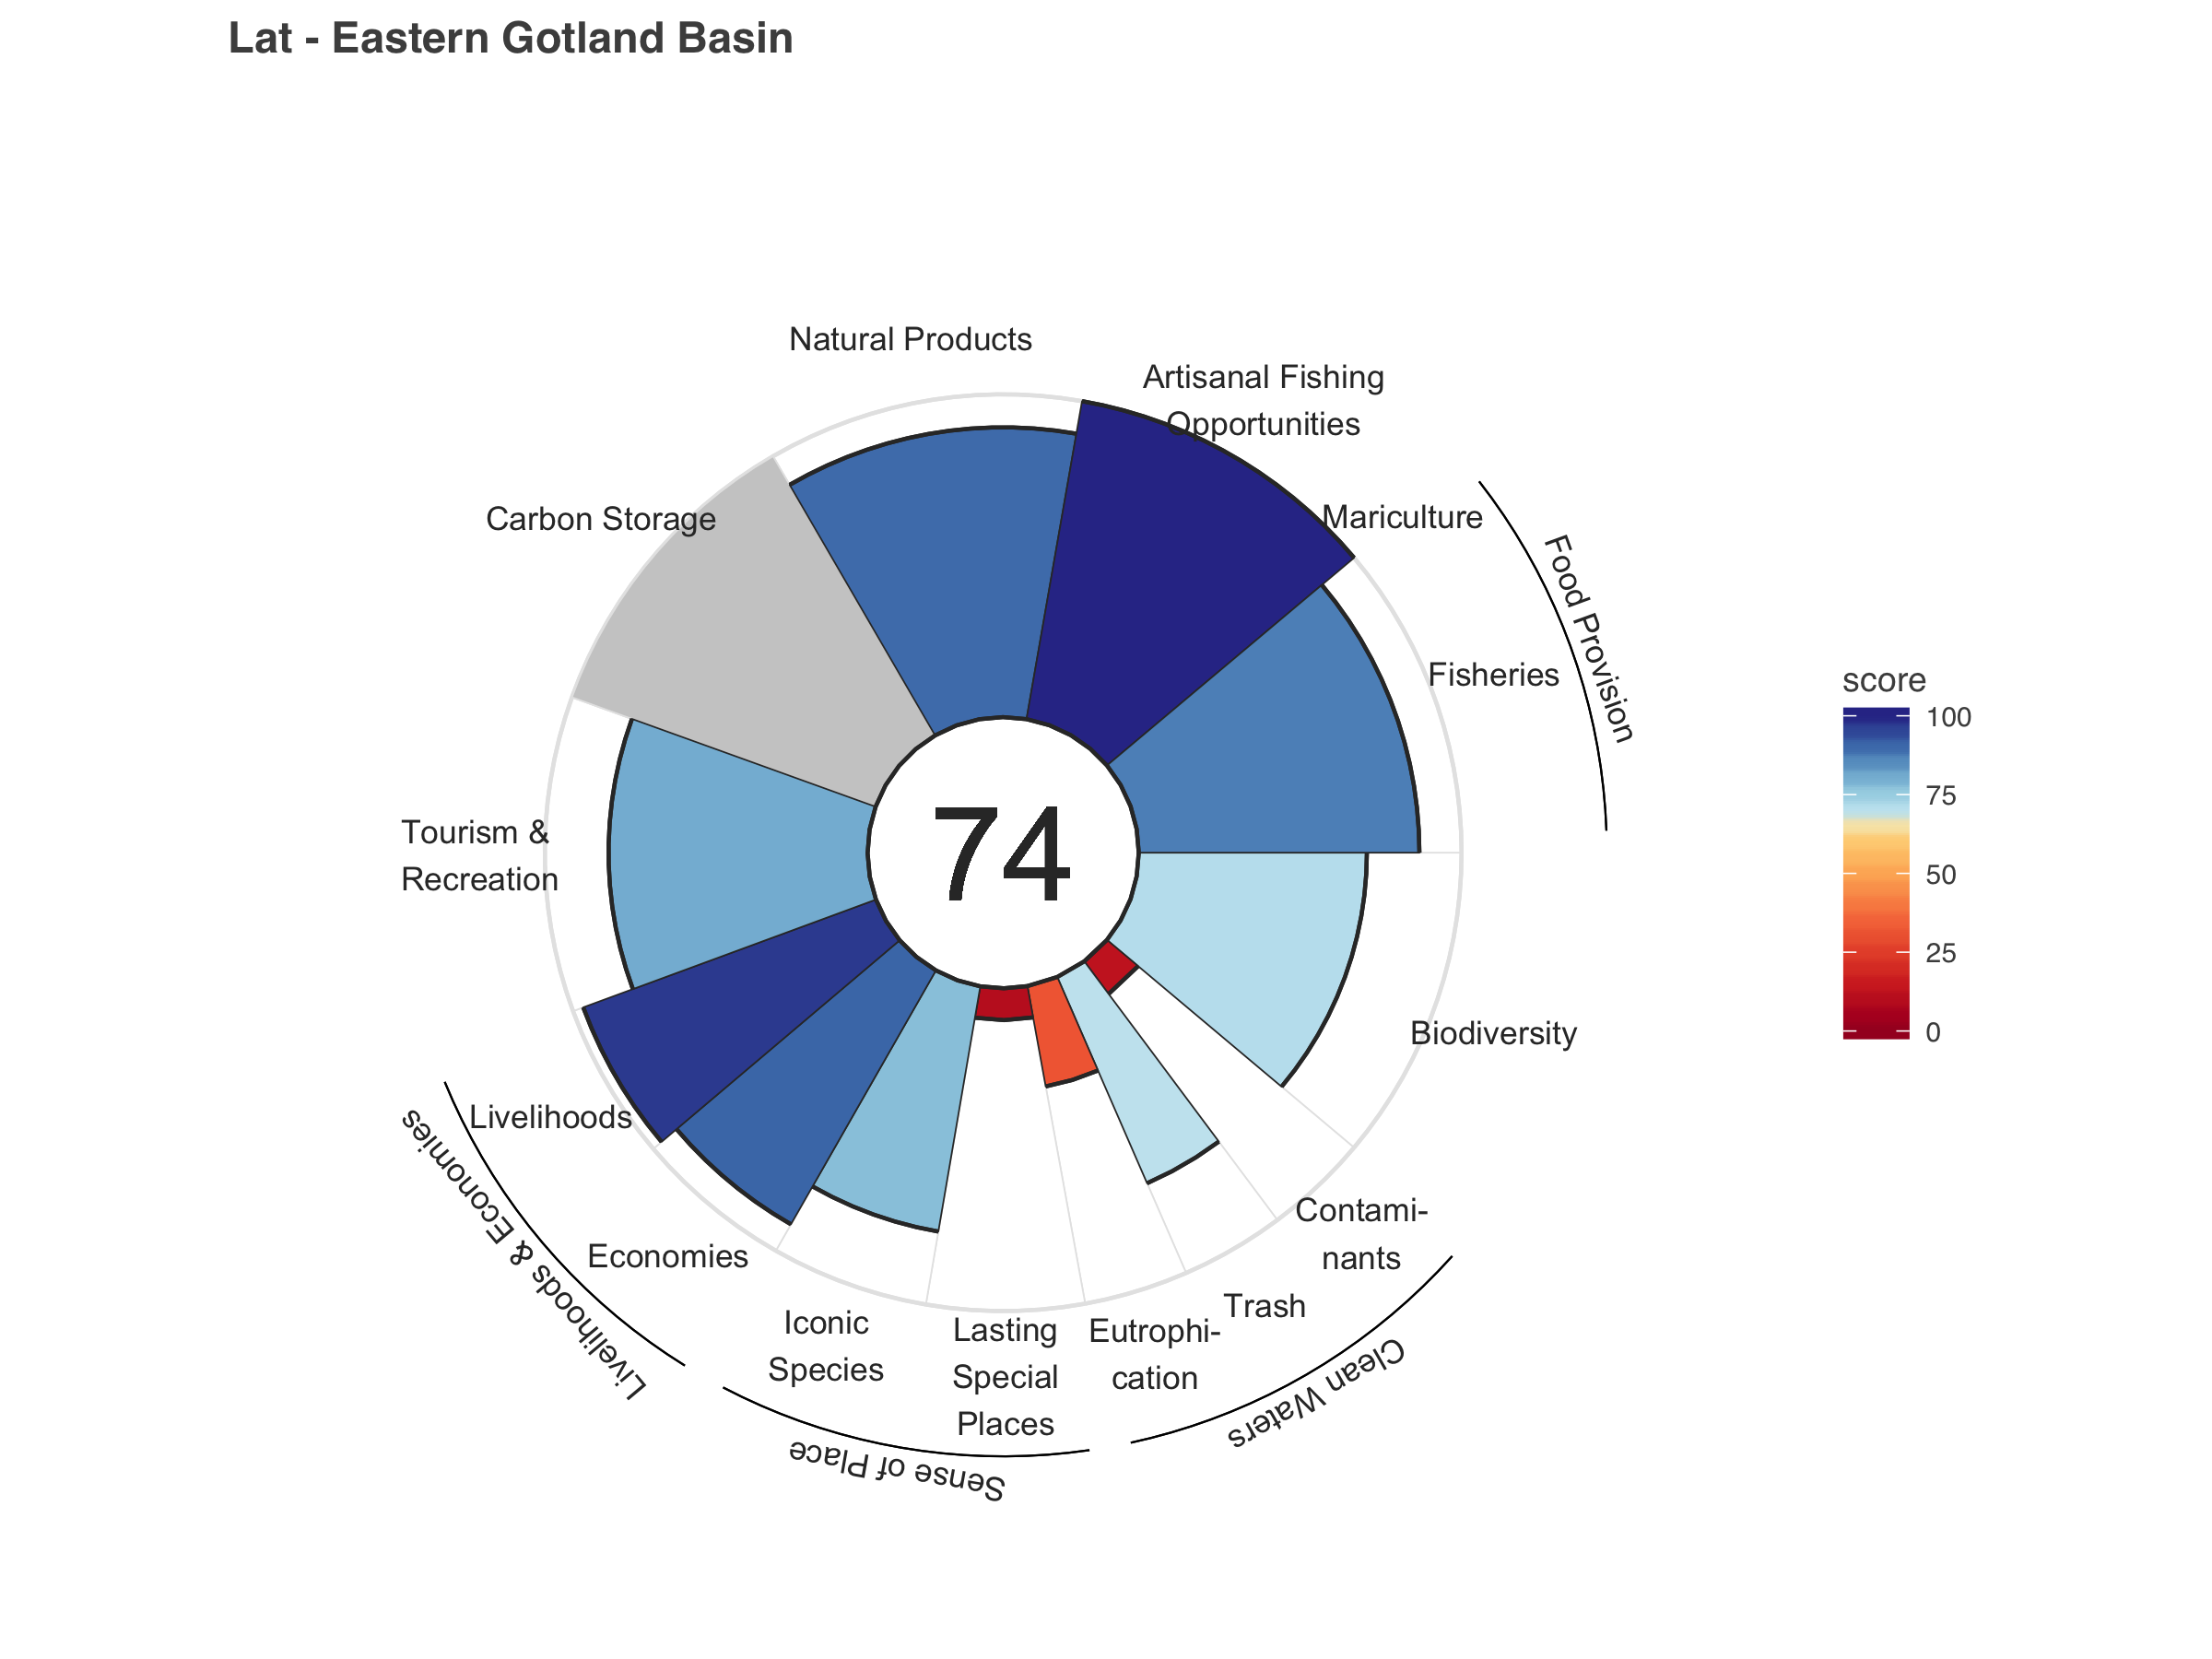 Lat - Eastern Gotland Basin
Natural Products
Artisanal Fishing
Opportunities
Carbon Storage
Mariculture
Food Provision
Fisheries
score
100
75
50
25
0
Tourism &
Recreation
74
Biodiversity
Livelihoods
Livelihoods & Economies
Economies
Contami-
nants
Trash
Clean Waters
Iconic
Species
Lasting
Special
Places
Eutrophi-
cation
Sense of Place